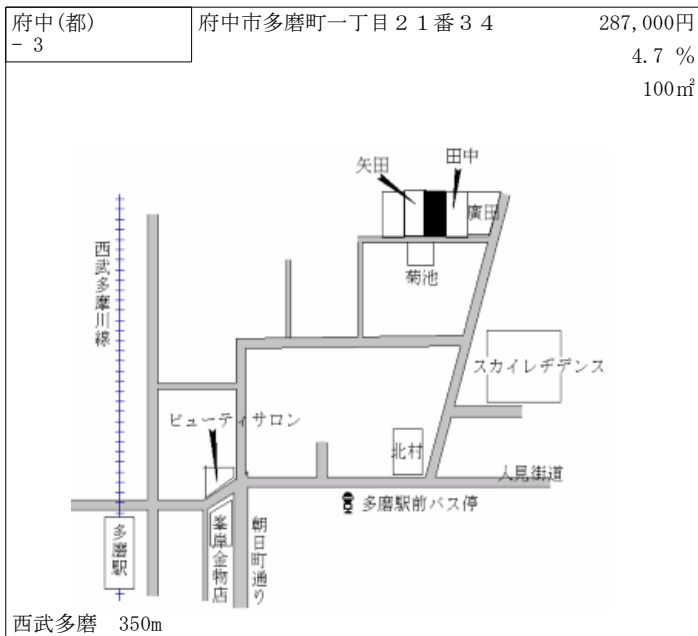 府中(都)
- 3
府中市多磨町一丁目２１番３４
287,000円
4.7 %
100㎡
田中
矢田
廣田
菊池
西武多摩川線
スカイレヂデンス
ビューティサロン
北村
人見街道
多磨駅前バス停
峯岸金物店
朝日町通り
多磨駅
西武多磨　350m